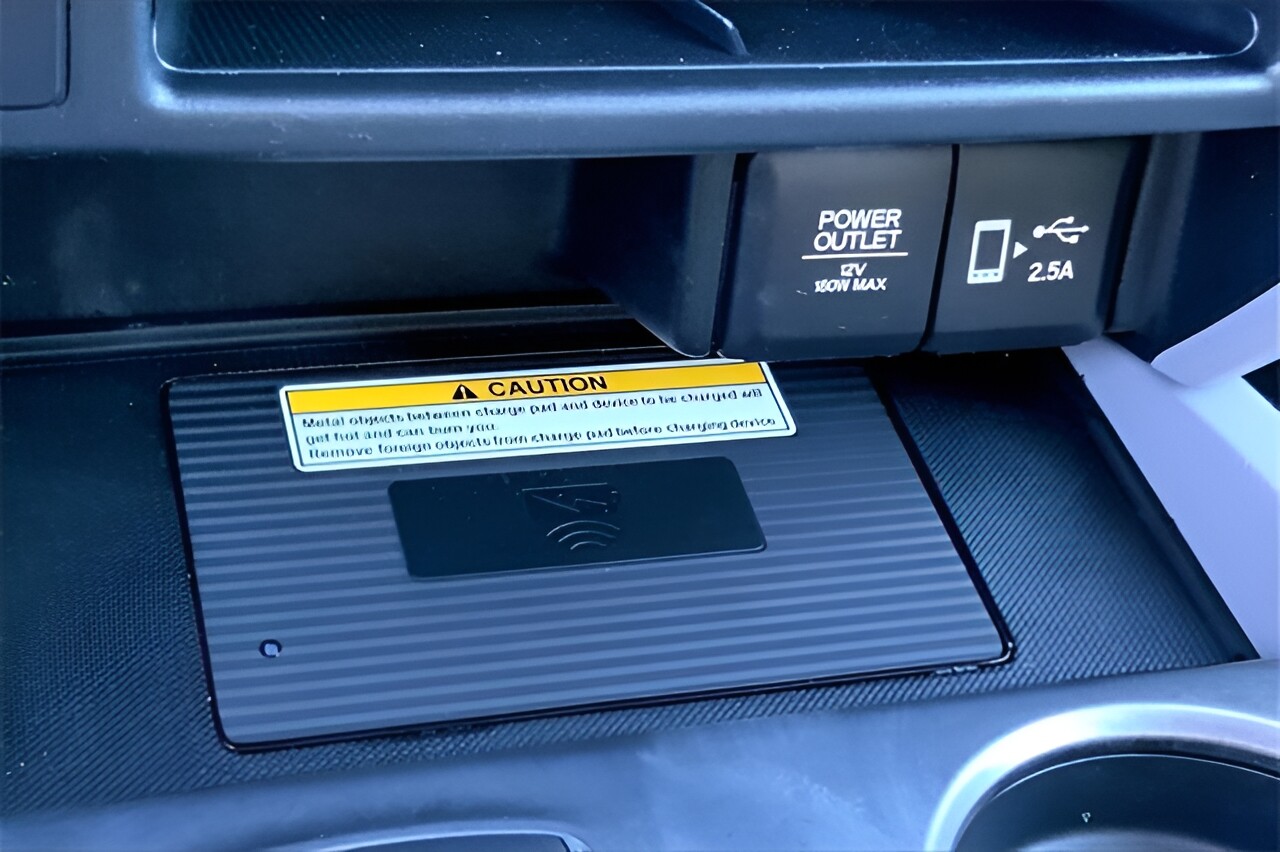 POWER
OUTLET
12V
180W MAX
2.5A
CAUTION
Metal objects between charge pad and device to be charged will
get hot and can burn you.
Remove foreign objects from charge pad before charging device